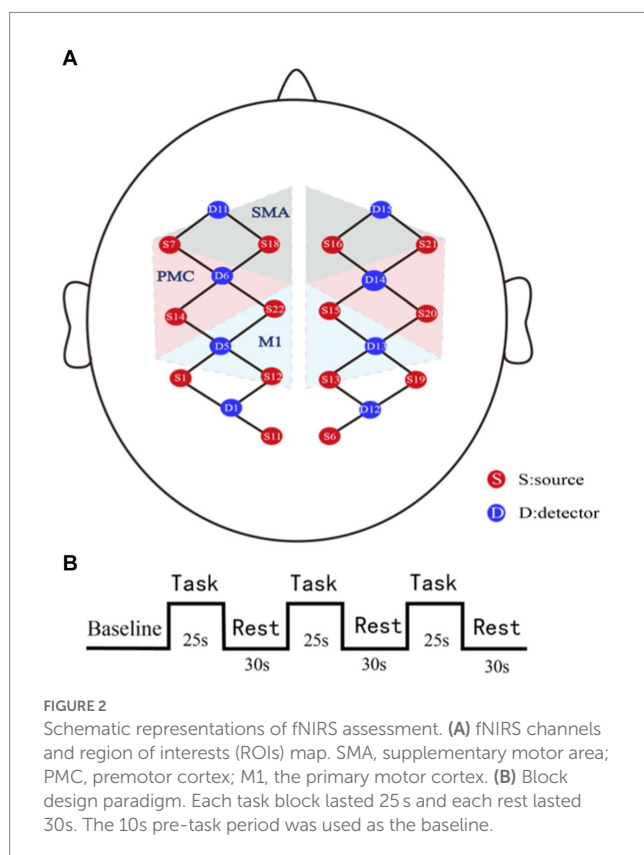 A
D11 SMA D15
S7 S18 S16 S21
PMC D6 D14
S14 S22 S15 S20
D5 M1 D13
S1 S12 S13 S19
D1 D12
S11 S6
S S:source
D D:detector
B
Task Task Task
Baseline 25s Rest 25s Rest 25s Rest
30s 30s 30s
FIGURE 2
Schematic representations of fNIRS assessment. (A) fNIRS channels
and region of interests (ROIs) map. SMA, supplementary motor area;
PMC, premotor cortex; M1, the primary motor cortex. (B) Block
design paradigm. Each task block lasted 25 s and each rest lasted
30s. The 10s pre-task period was used as the baseline.